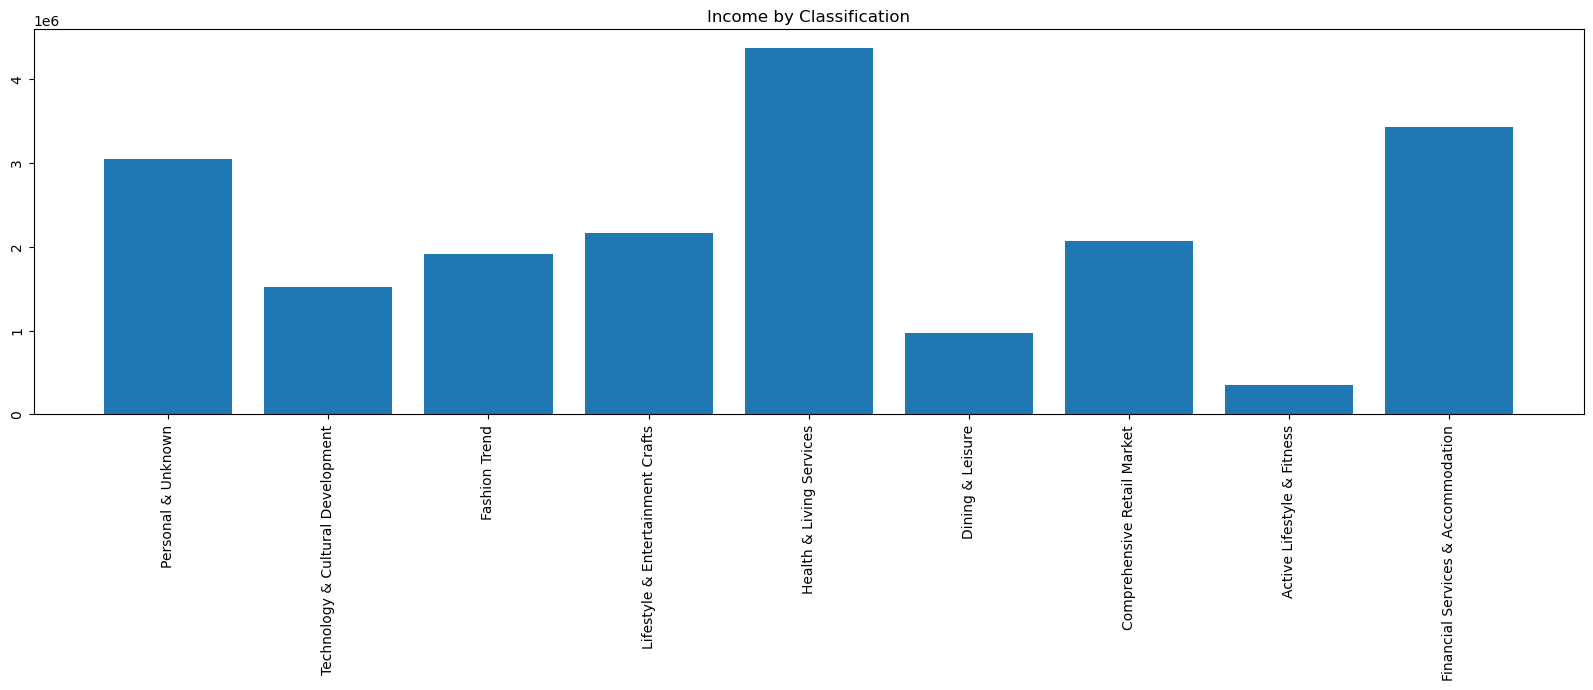 Income by Classification
1e6
4
3
2
1
0
Personal & Unknown
Technology & Cultural Development
Fashion Trend
Lifestyle & Entertainment Crafts
Health & Living Services
Dining & Leisure
Comprehensive Retail Market
Active Lifestyle & Fitness
Financial Services & Accommodation